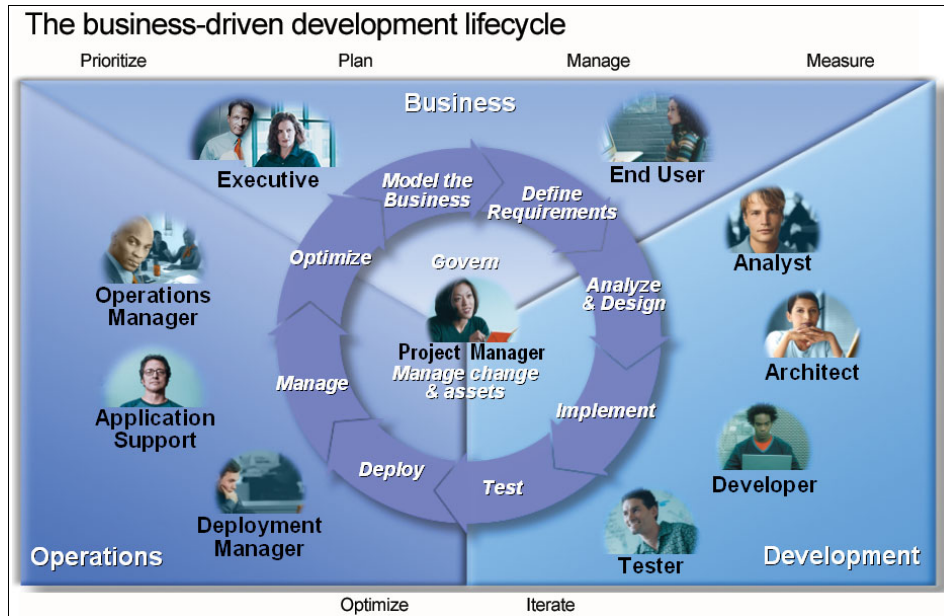 The business-driven development lifecycle
Prioritize Plan Manage Measure
Business
Executive
End User
Model the
Business
Define
Requirements
Optimize
Govern
Analyst
Analyze
& Design
Operations
Manager
Project Manager
Manage change
& assets
Architect
Manage
Implement
Application
Support
Deploy
Test
Developer
Deployment
Manager
Tester
Operations
Development
Optimize Iterate